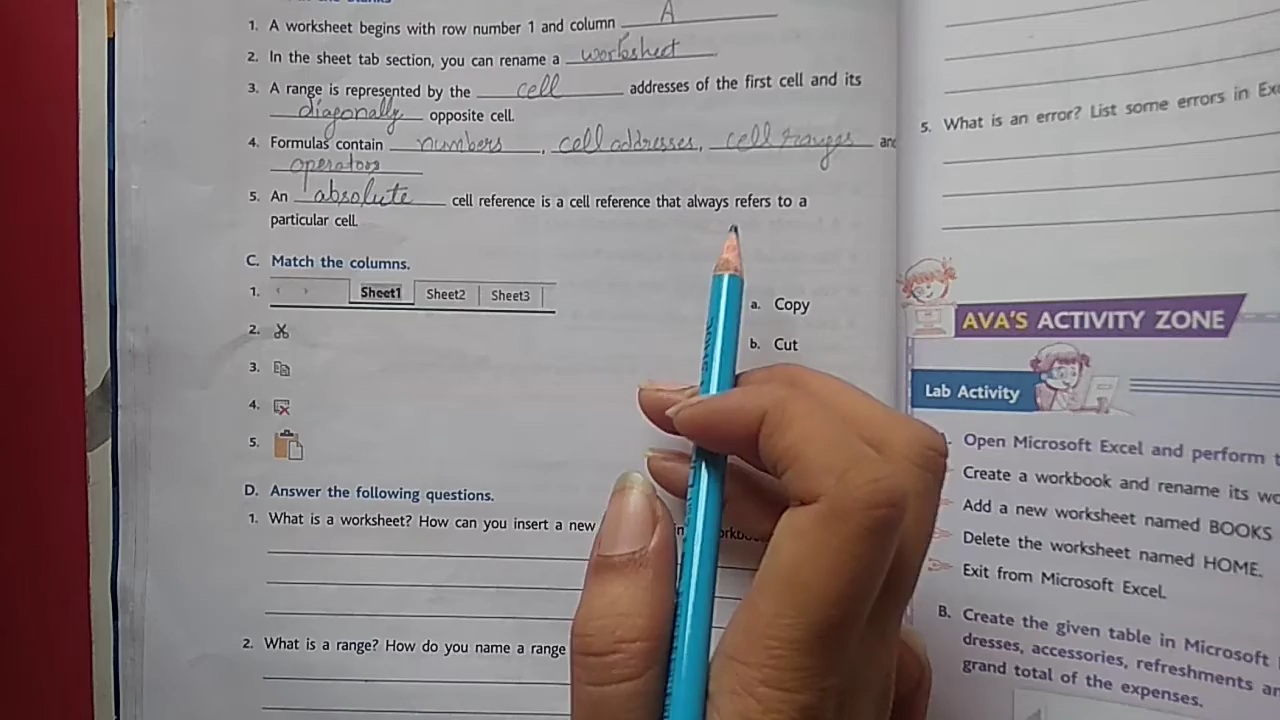 1. A worksheet begins with row number 1 and column A
2. In the sheet tab section, you can rename a worksheet.
3. A range is represented by the cell addresses of the first cell and its
diagonally opposite cell.
4. Formulas contain numbers, cell addresses, cell ranges and
operators
5. An absolute cell reference is a cell reference that always refers to a
particular cell.
C. Match the columns.
1. Sheet1 Sheet2 Sheet3
a. Copy
2.
b. Cut
3.
4.
5.
D. Answer the following questions.
1. What is a worksheet? How can you insert a new
2. What is a range? How do you name a range
5. What is an error? List some errors in
AVA'S ACTIVITY ZONE
Lab Activity
Open Microsoft Excel and perform
Create a workbook and rename its
Add a new worksheet named BOOKS
Delete the worksheet named HOME.
Exit from Microsoft Excel.
B. Create the given table in Microsoft
dresses, accessories, refreshments
grand total of the expenses.